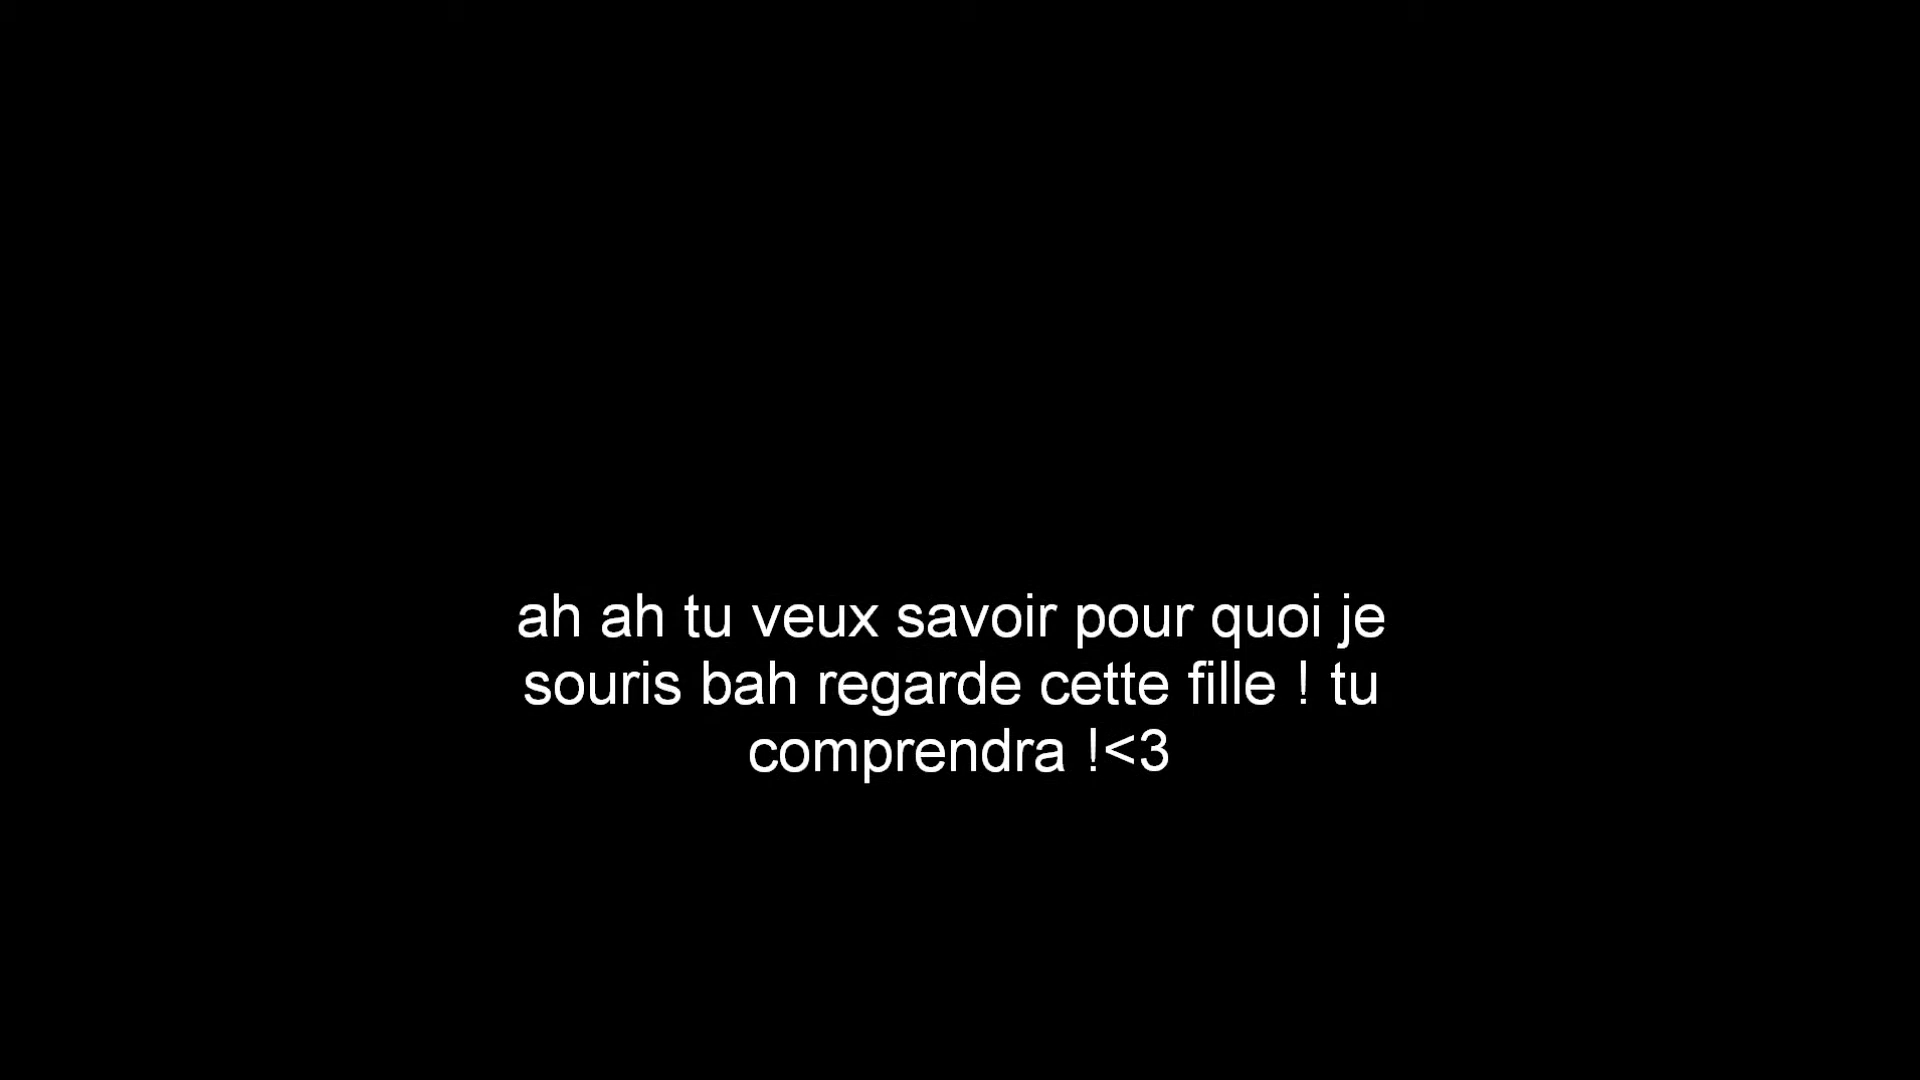 ah ah tu veux savoir pour quoi je
souris bah regarde cette fille ! tu
comprendra !<3